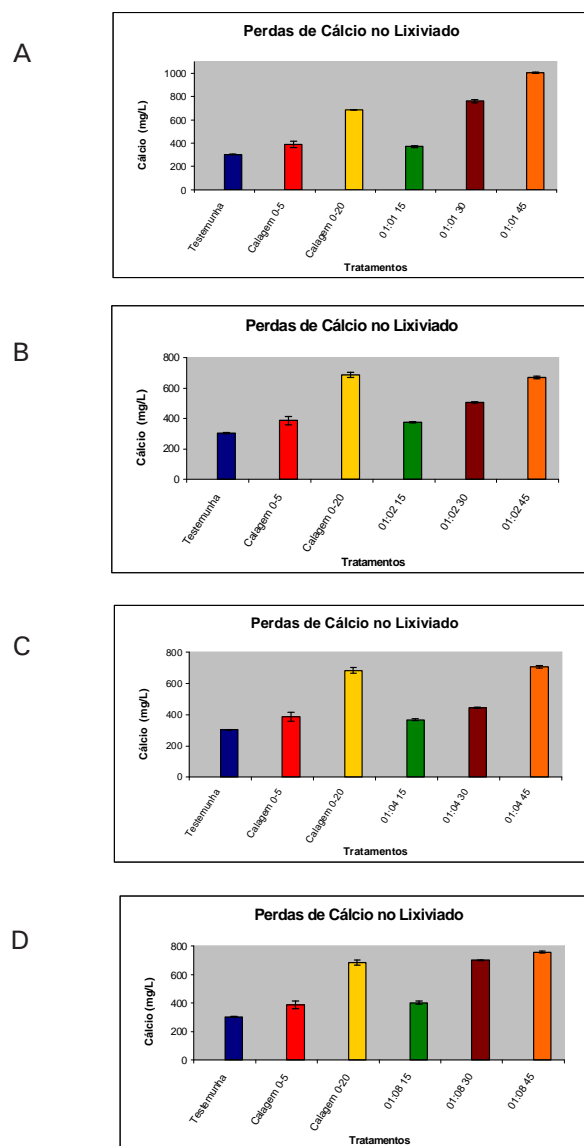 A
Perdas de Cálcio no Lixiviado
Cálcio (mg/L)
1000
800
600
400
200
0
Testemunha
Calagem 0-5
Calagem 0-20
01:01 15
01:01 30
01:01 45
Tratamentos
B
Perdas de Cálcio no Lixiviado
Cálcio (mg/L)
800
600
400
200
0
Testemunha
Calagem 0-5
Calagem 0-20
01:02 15
01:02 30
01:02 45
Tratamentos
C
Perdas de Cálcio no Lixiviado
Cálcio (mg/L)
800
600
400
200
0
Testemunha
Calagem 0-5
Calagem 0-20
01:04 15
01:04 30
01:04 45
Tratamentos
D
Perdas de Cálcio no Lixiviado
Cálcio (mg/L)
800
600
400
200
0
Testemunha
Calagem 0-5
Calagem 0-20
01:08 15
01:08 30
01:08 45
Tratamentos